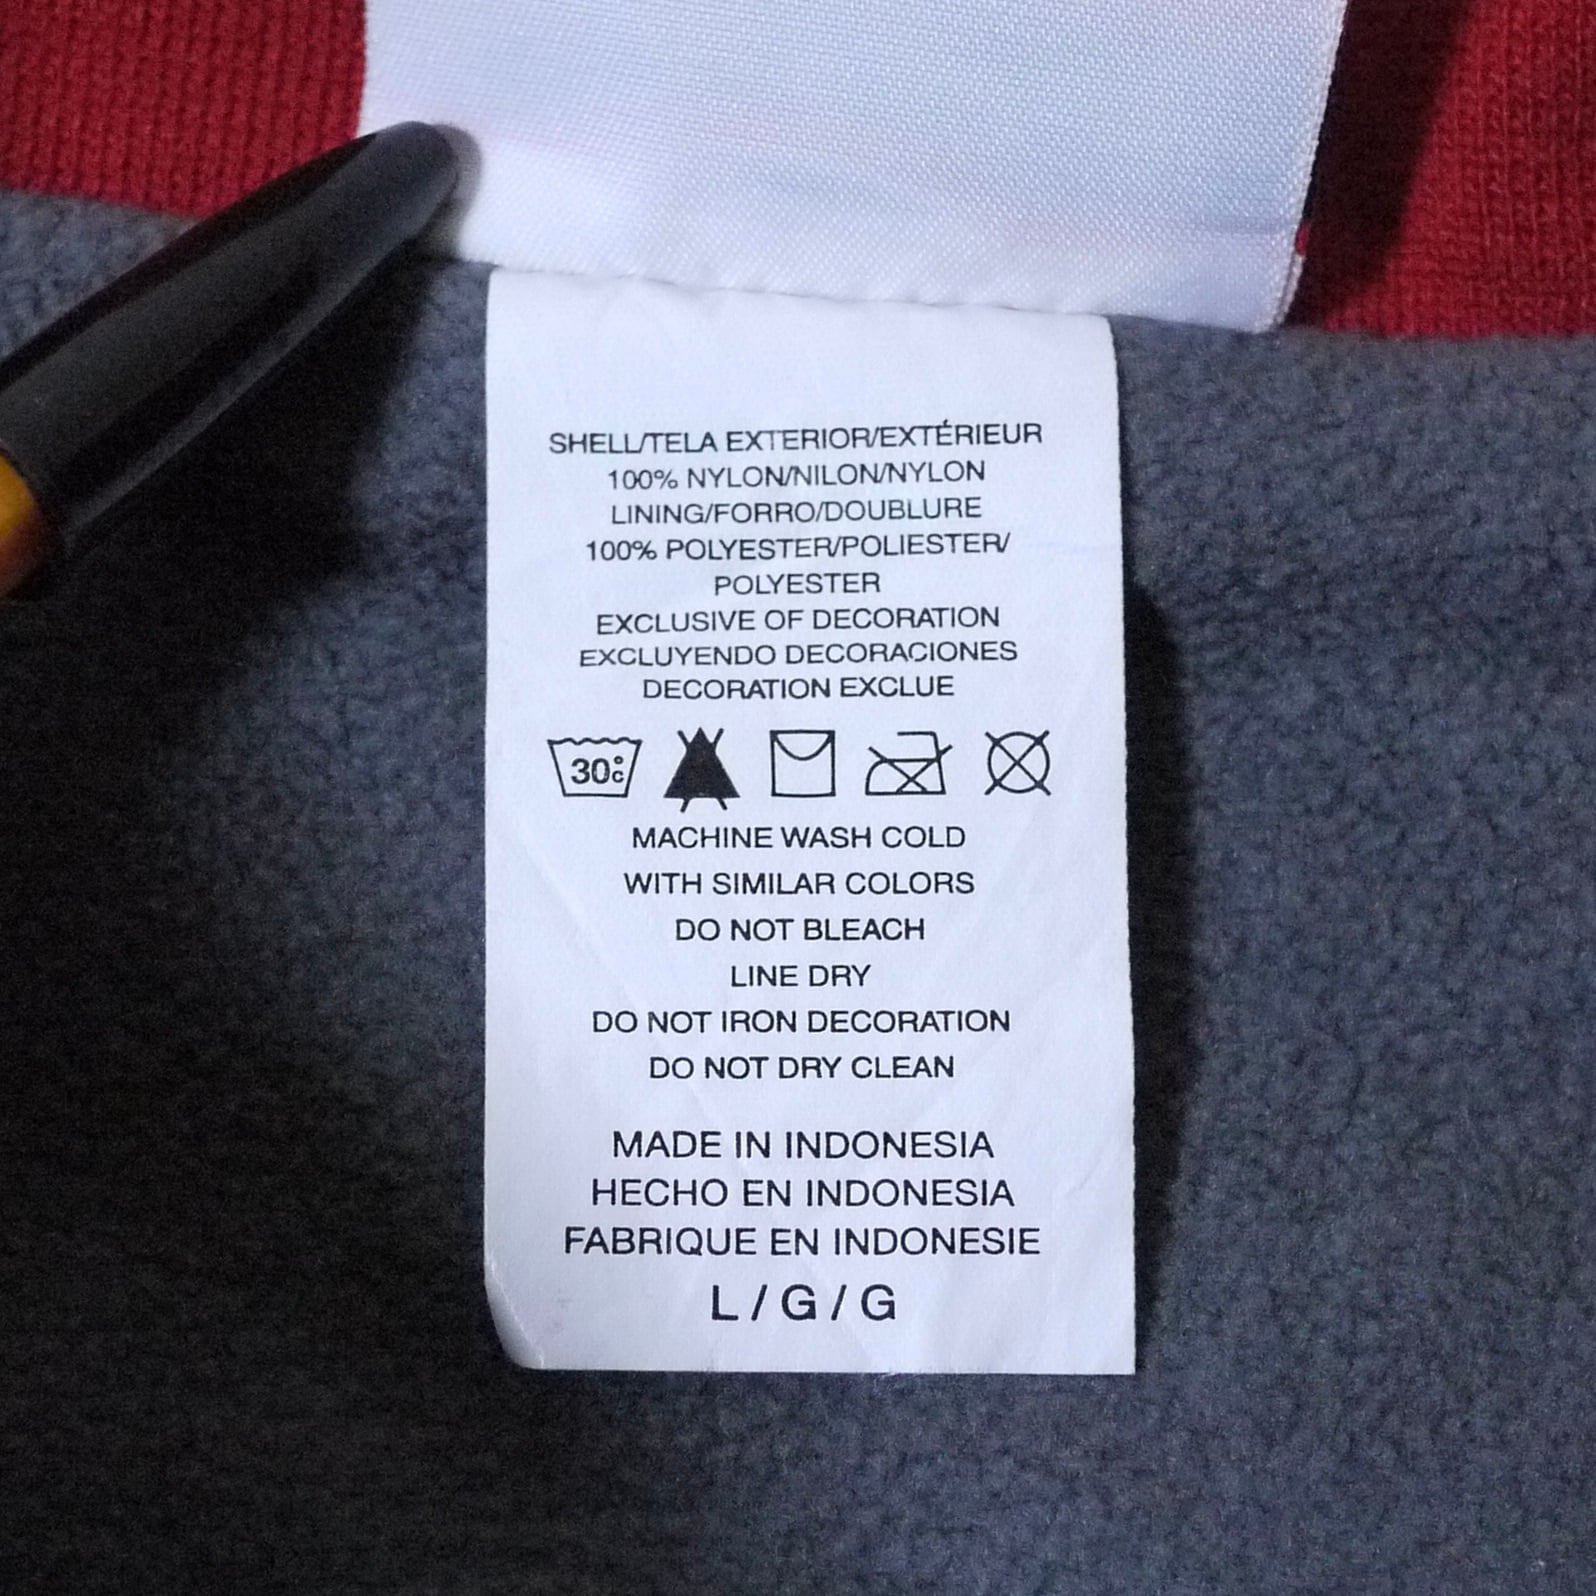 SHELL/TELA EXTERIOR/EXTÉRIEUR
100% NYLON/NILON/NYLON
LINING/FORRO/DOUBLURE
100% POLYESTER/POLIESTER/
POLYESTER
EXCLUSIVE OF DECORATION
EXCLUYENDO DECORACIONES
DECORATION EXCLUE
30°C
MACHINE WASH COLD
WITH SIMILAR COLORS
DO NOT BLEACH
LINE DRY
DO NOT IRON DECORATION
DO NOT DRY CLEAN
MADE IN INDONESIA
HECHO EN INDONESIA
FABRIQUE EN INDONESIE
L / G / G